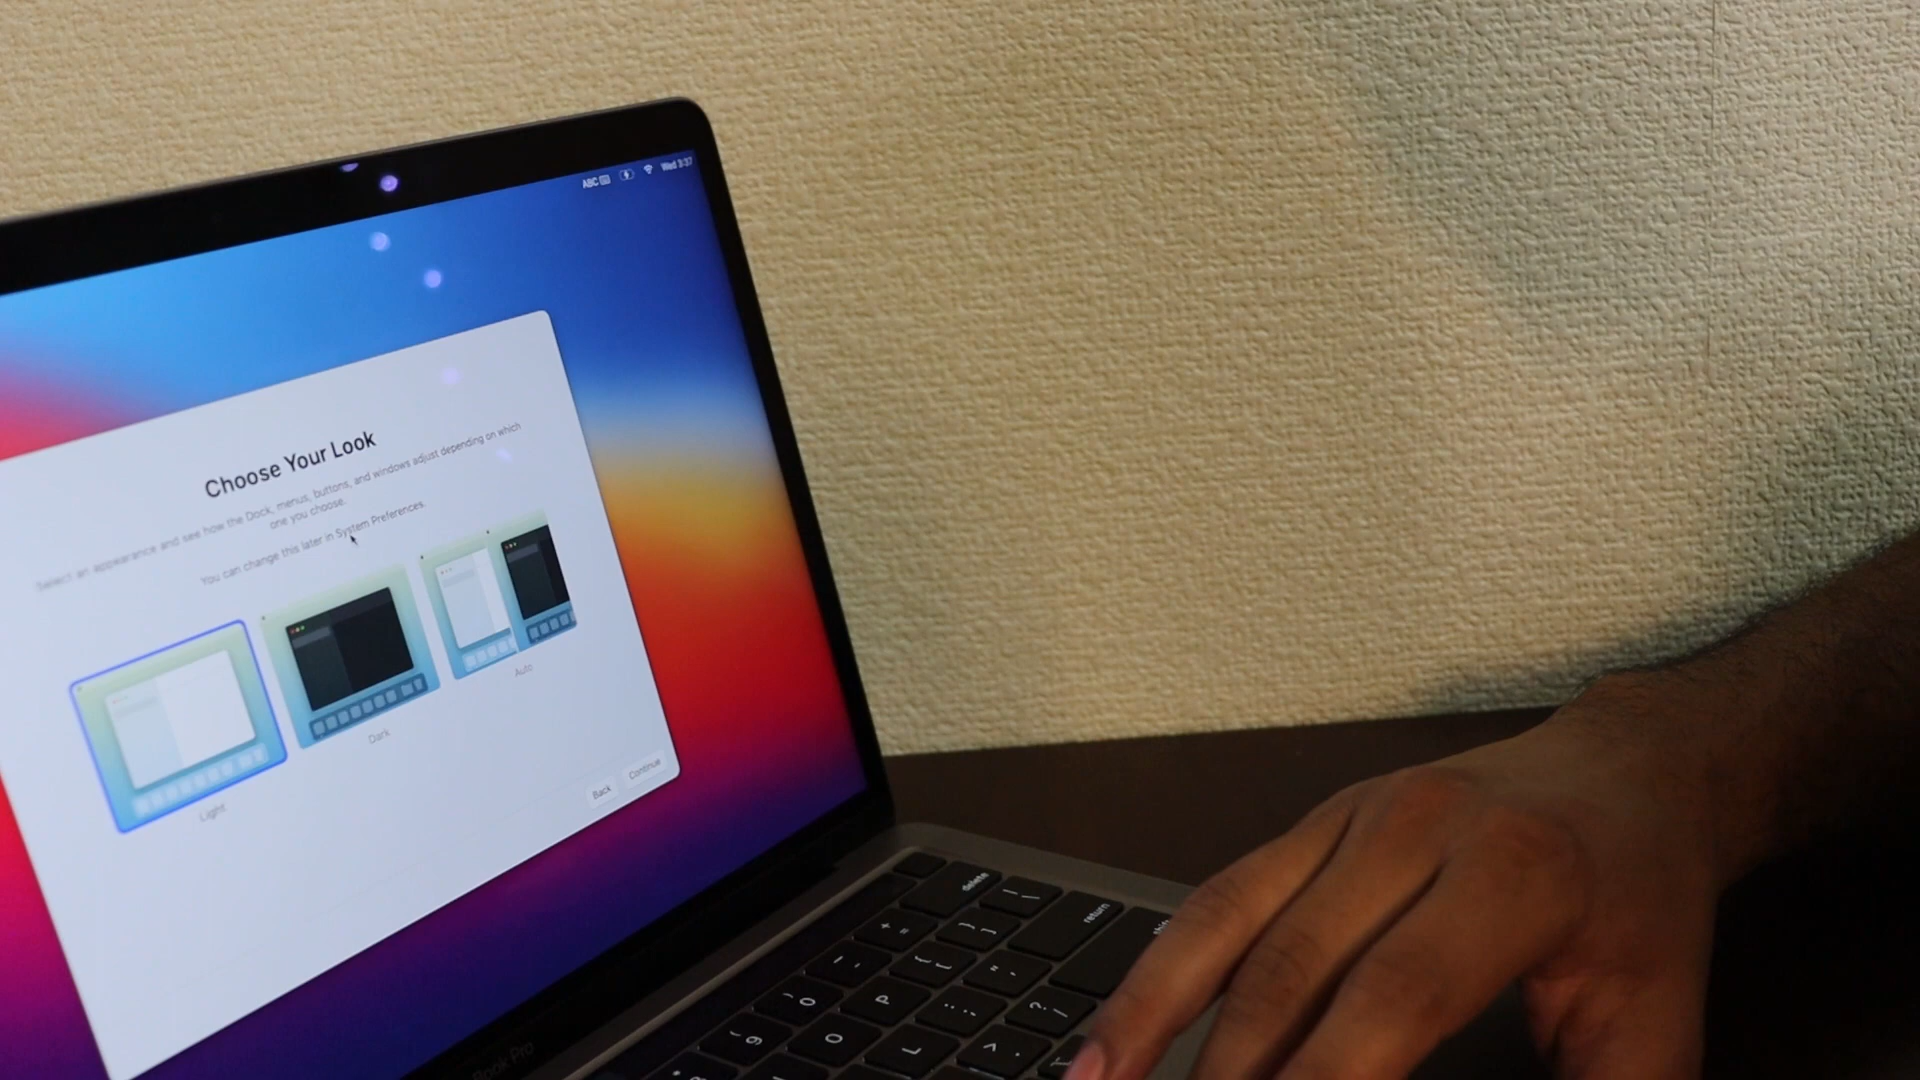 ABC
Wed 3:37
Choose Your Look
Select an appearance and see how the Dock, menus, buttons, and windows adjust depending on which
one you choose.
You can change this later in System Preferences.
Light
Dark
Auto
Back
Continue
Book Pro
delete
return
+ =
} ]
{ [
P
O
L